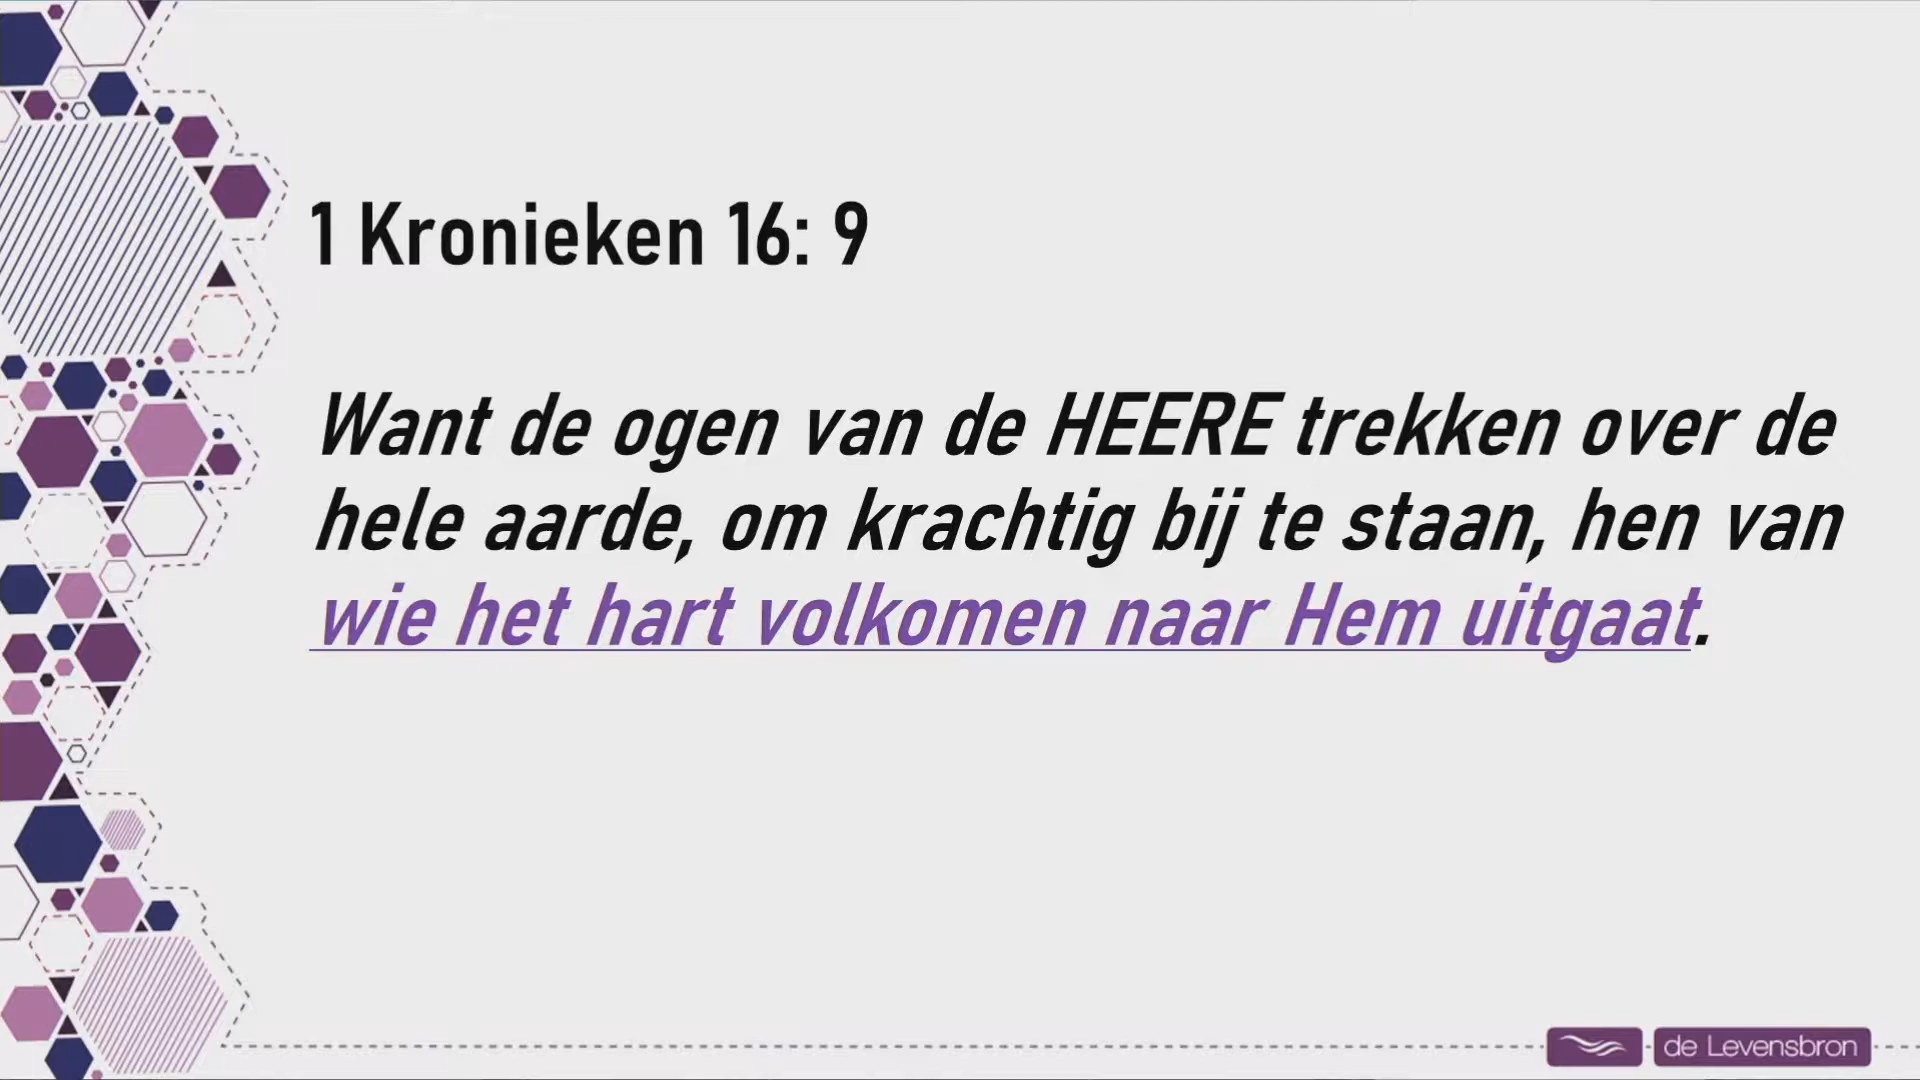 1 Kronieken 16: 9
Want de ogen van de HEERE trekken over de
hele aarde, om krachtig bij te staan, hen van
wie het hart volkomen naar Hem uitgaat.
de Levensbron